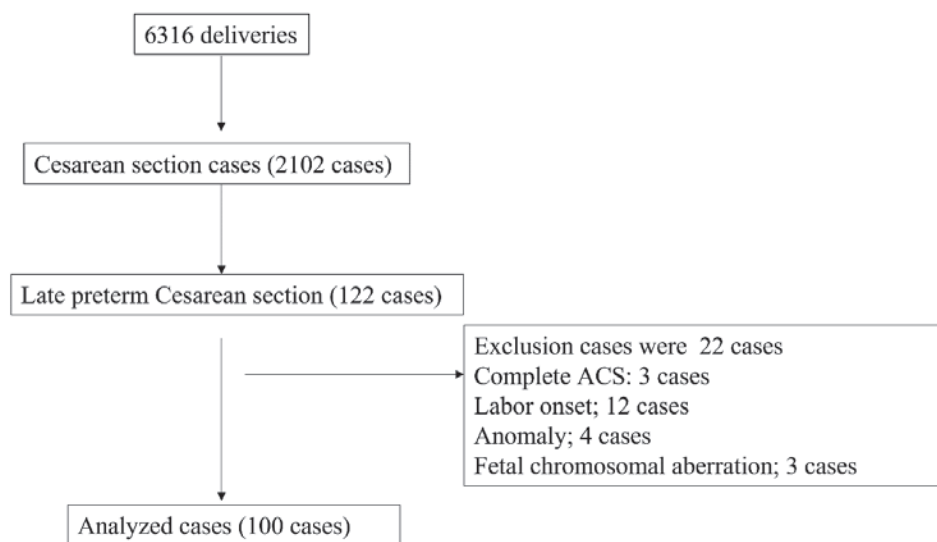 6316 deliveries
Cesarean section cases (2102 cases)
Late preterm Cesarean section (122 cases)
Exclusion cases were 22 cases
Complete ACS: 3 cases
Labor onset; 12 cases
Anomaly; 4 cases
Fetal chromosomal aberration; 3 cases
Analyzed cases (100 cases)